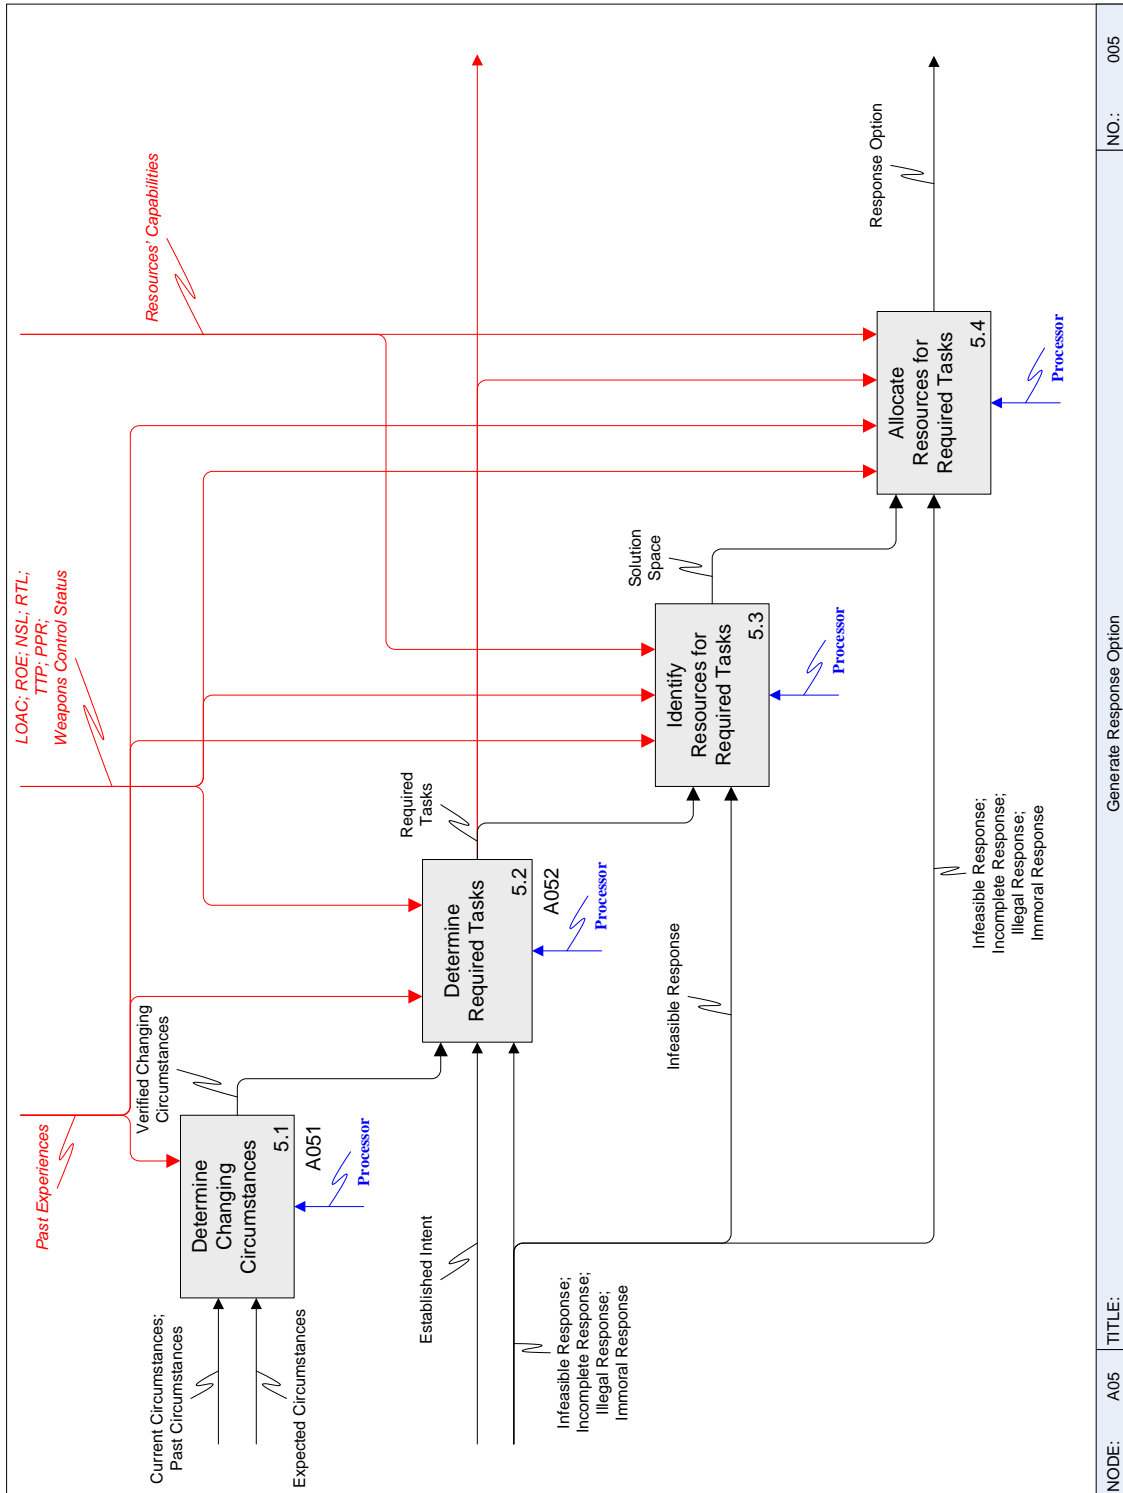 LOAC; ROE; NSL; RTL;
TTP; PPR;
Weapons Control Status
Past Experiences
Resources' Capabilities
Current Circumstances;
Past Circumstances
Expected Circumstances
Determine
Changing
Circumstances
5.1
A051
Processor
Verified Changing
Circumstances
Established Intent
Infeasible Response;
Incomplete Response;
Illegal Response;
Immoral Response
Determine
Required Tasks
5.2
A052
Processor
Required
Tasks
Infeasible Response
Identify
Resources for
Required Tasks
5.3
Processor
Solution
Space
Infeasible Response;
Incomplete Response;
Illegal Response;
Immoral Response
Allocate
Resources for
Required Tasks
5.4
Processor
Response Option
NODE: A05 TITLE: Generate Response Option NO.: 005